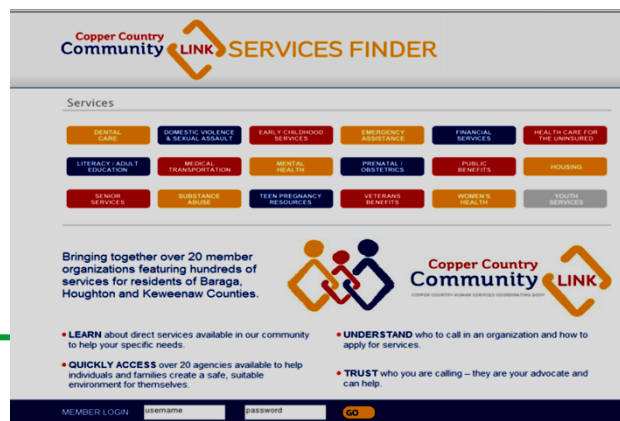 Copper Country
Community LINK SERVICES FINDER
Services
DENTAL CARE
DOMESTIC VIOLENCE & SEXUAL ASSAULT
EARLY CHILDHOOD SERVICES
EMERGENCY ASSISTANCE
FINANCIAL SERVICES
HEALTH CARE FOR THE UNINSURED
LITERACY / ADULT EDUCATION
MEDICAL TRANSPORTATION
MENTAL HEALTH
PRENATAL / OBSTETRICS
PUBLIC BENEFITS
HOUSING
SENIOR SERVICES
SUBSTANCE ABUSE
TEEN PREGNANCY RESOURCES
VETERANS BENEFITS
WOMEN'S HEALTH
YOUTH SERVICES
Bringing together over 20 member
organizations featuring hundreds of
services for residents of Baraga,
Houghton and Keweenaw Counties.
Copper Country
Community LINK
COPPER COUNTRY HUMAN SERVICES COORDINATING BODY
• LEARN about direct services available in our community
to help your specific needs.
• QUICKLY ACCESS over 20 agencies available to help
individuals and families create a safe, suitable
environment for themselves.
• UNDERSTAND who to call in an organization and how to
apply for services.
• TRUST who you are calling – they are your advocate and
can help.
MEMBER LOGIN: username password GO